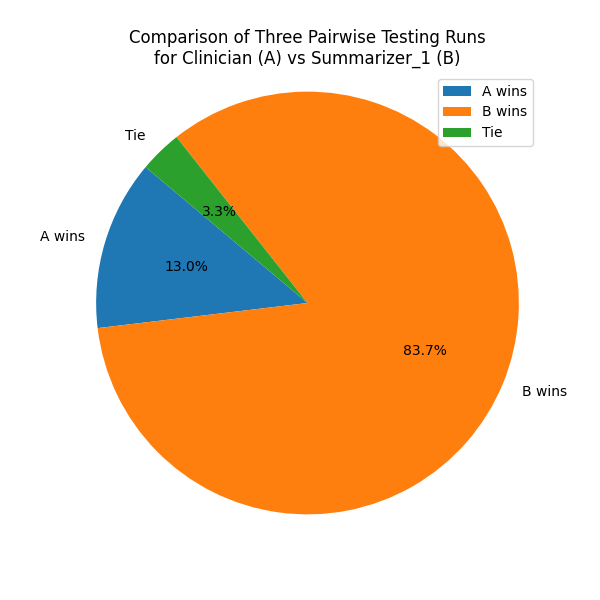 Comparison of Three Pairwise Testing Runs
for Clinician (A) vs Summarizer_1 (B)
A wins
B wins
Tie
Tie
3.3%
A wins
13.0%
83.7%
B wins